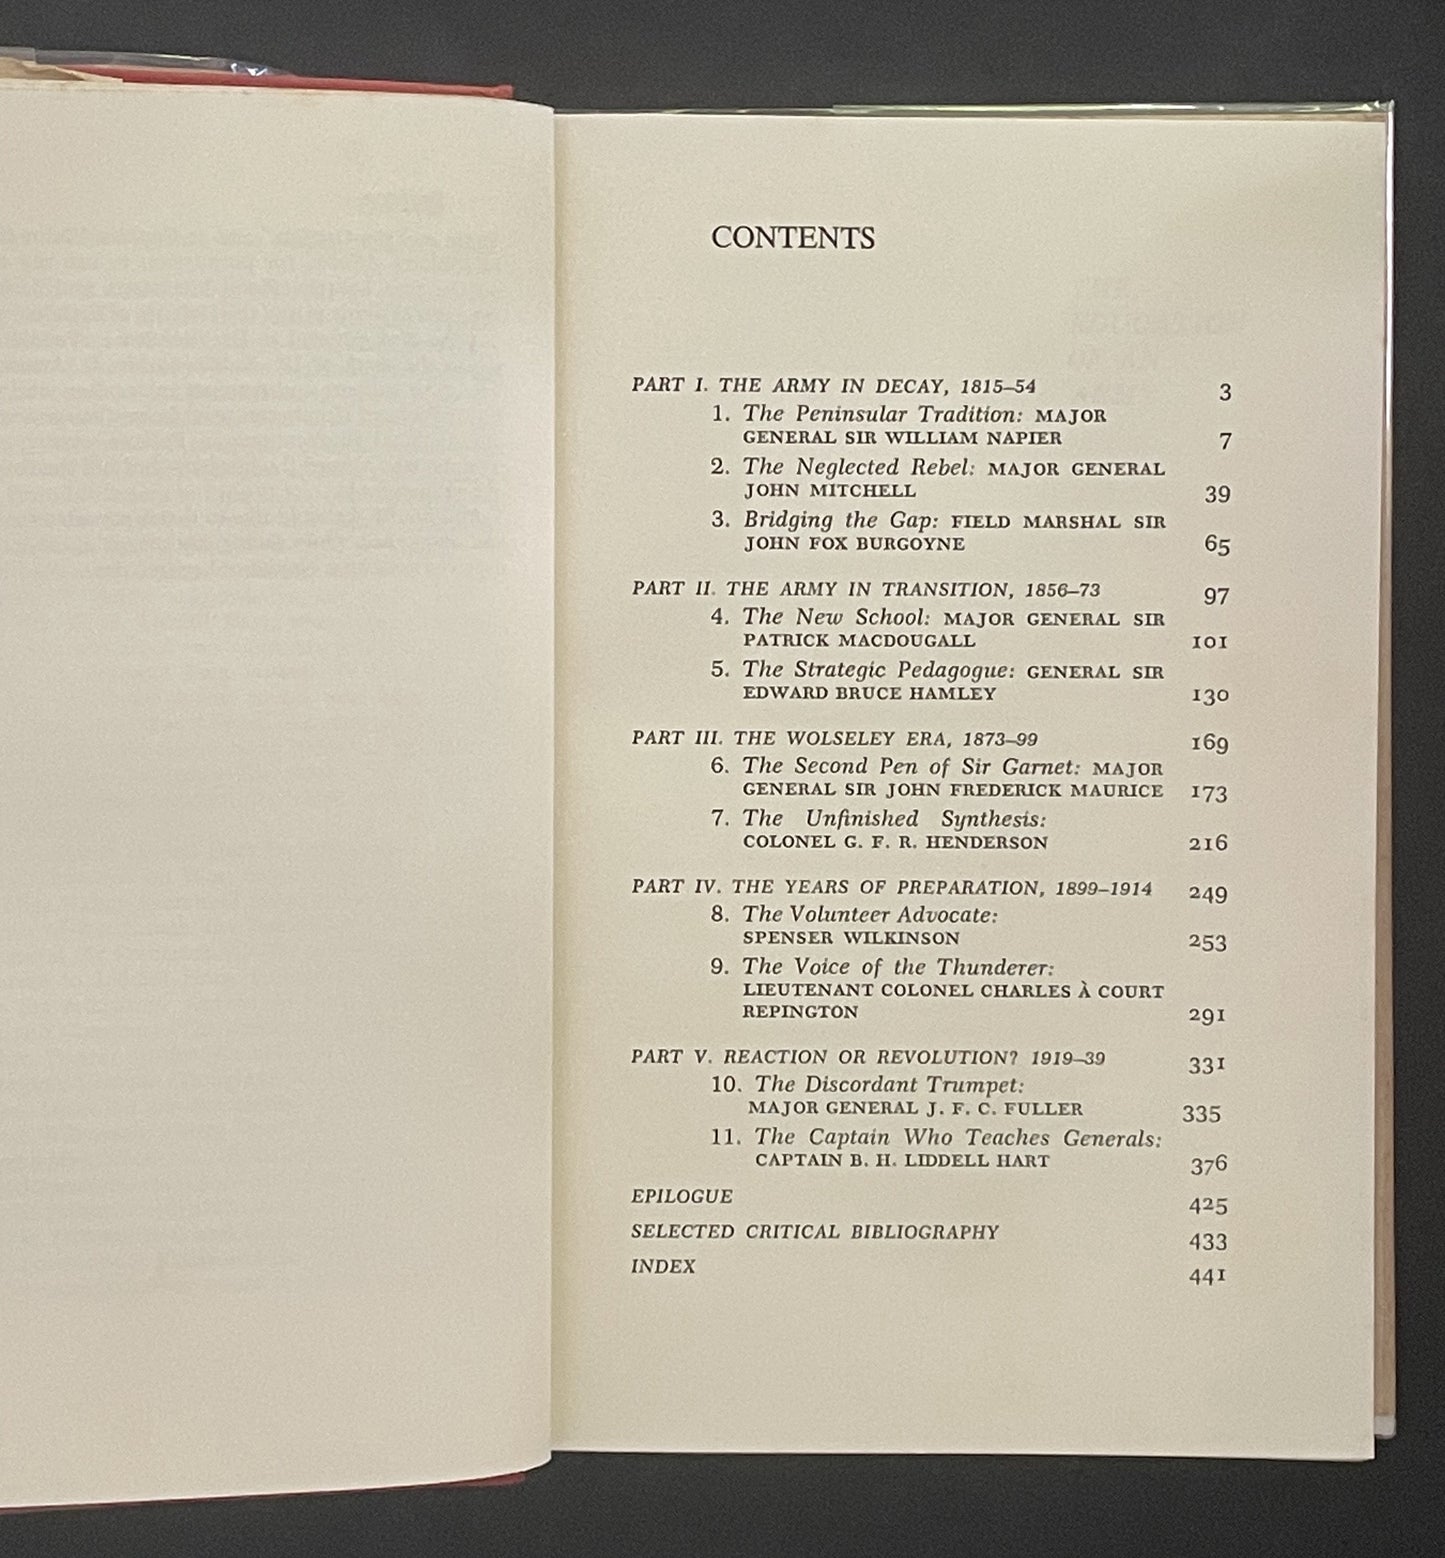 CONTENTS
PART I. THE ARMY IN DECAY, 1815–54 3
1. The Peninsular Tradition: MAJOR
GENERAL SIR WILLIAM NAPIER 7
2. The Neglected Rebel: MAJOR GENERAL
JOHN MITCHELL 39
3. Bridging the Gap: FIELD MARSHAL SIR
JOHN FOX BURGOYNE 65
PART II. THE ARMY IN TRANSITION, 1856–73 97
4. The New School: MAJOR GENERAL SIR
PATRICK MACDOUGALL 101
5. The Strategic Pedagogue: GENERAL SIR
EDWARD BRUCE HAMLEY 130
PART III. THE WOLSELEY ERA, 1873–99 169
6. The Second Pen of Sir Garnet: MAJOR
GENERAL SIR JOHN FREDERICK MAURICE 173
7. The Unfinished Synthesis:
COLONEL G. F. R. HENDERSON 216
PART IV. THE YEARS OF PREPARATION, 1899–1914 249
8. The Volunteer Advocate:
SPENSER WILKINSON 253
9. The Voice of the Thunderer:
LIEUTENANT COLONEL CHARLES À COURT
REPINGTON 291
PART V. REACTION OR REVOLUTION? 1919–39 331
10. The Discordant Trumpet:
MAJOR GENERAL J. F. C. FULLER 335
11. The Captain Who Teaches Generals:
CAPTAIN B. H. LIDDELL HART 376
EPILOGUE 425
SELECTED CRITICAL BIBLIOGRAPHY 433
INDEX 441